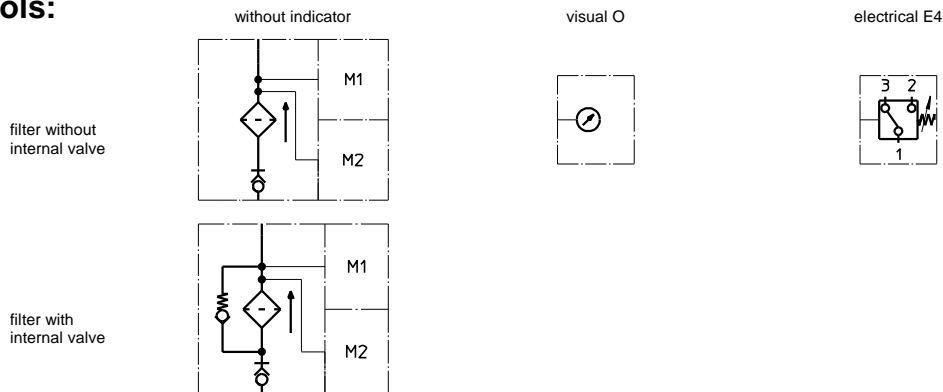 ols:
without indicator
visual O
electrical E4
filter without
internal valve
M1
M2
3 2
1
filter with
internal valve
M1
M2